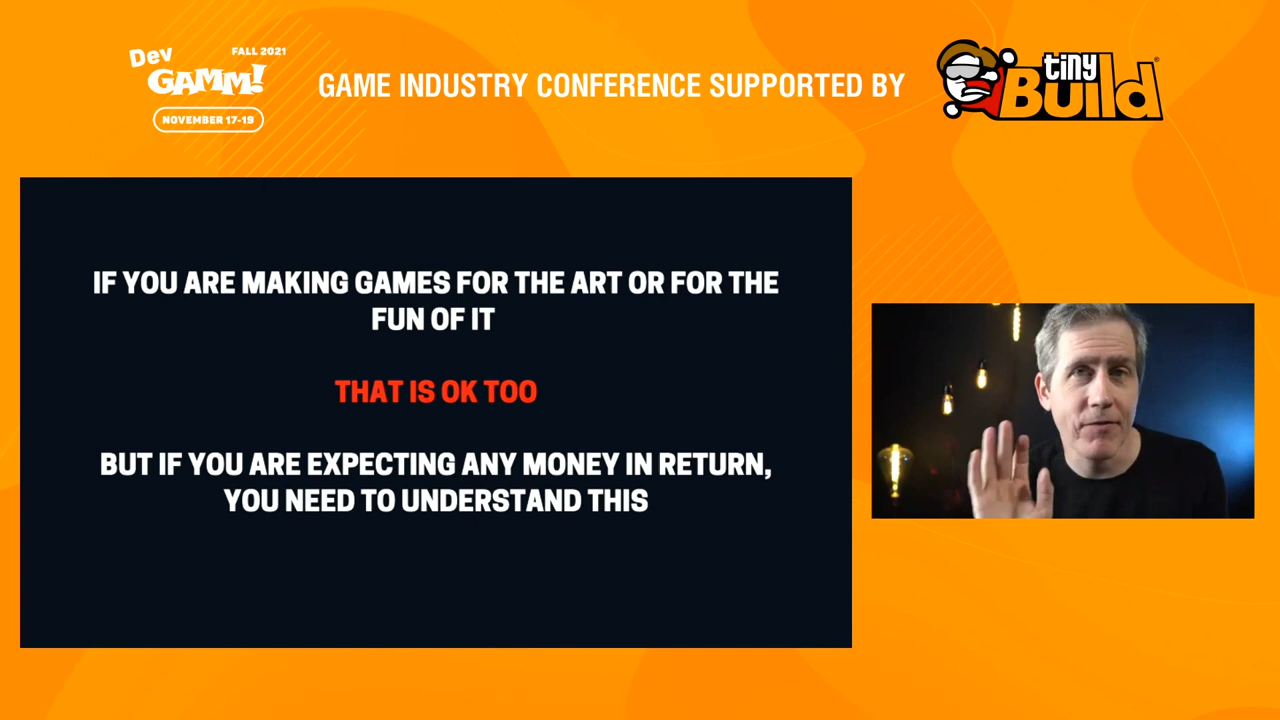 Dev
GAMM!
FALL 2021
NOVEMBER 17-19
GAME INDUSTRY CONFERENCE SUPPORTED BY
tiny
Build
IF YOU ARE MAKING GAMES FOR THE ART OR FOR THE
FUN OF IT
THAT IS OK TOO
BUT IF YOU ARE EXPECTING ANY MONEY IN RETURN,
YOU NEED TO UNDERSTAND THIS